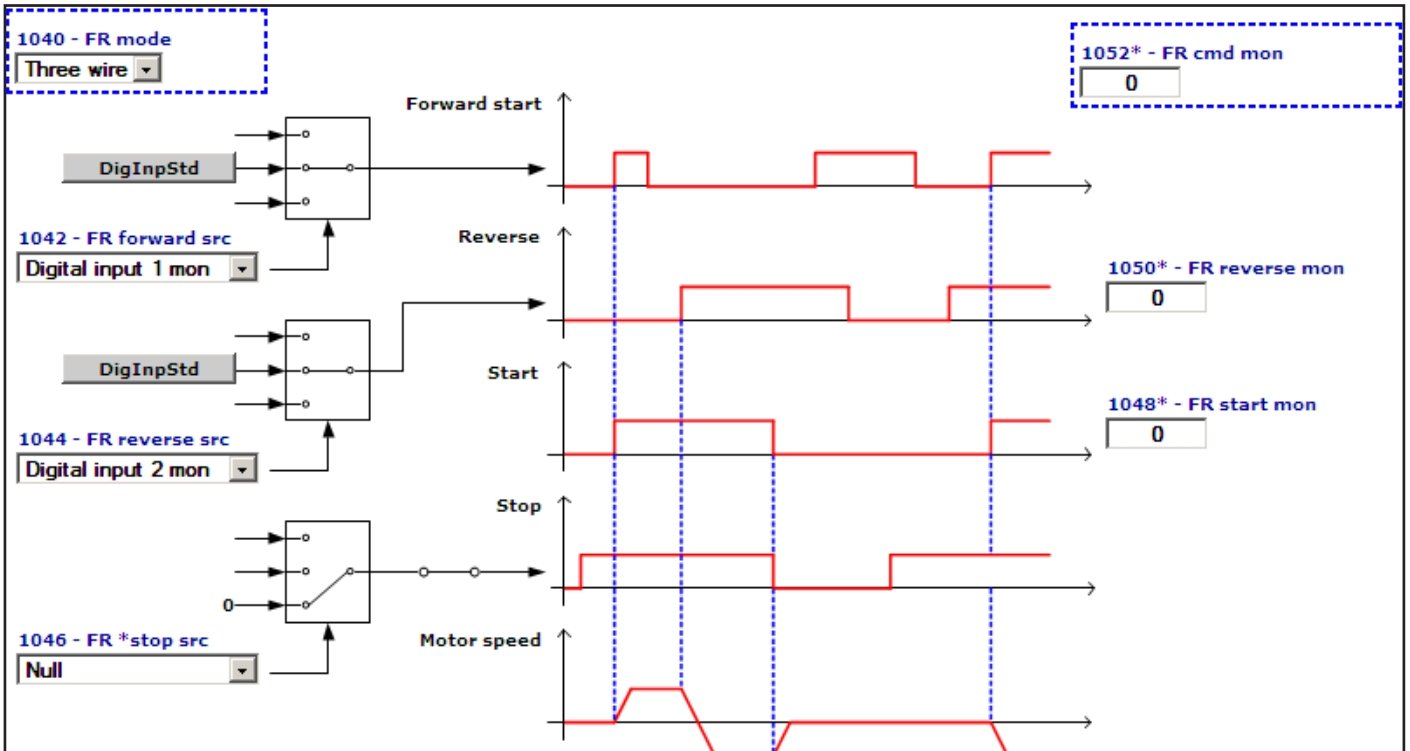 1040 - FR mode
Three wire
1052* - FR cmd mon
0
Forward start
DigInpStd
1042 - FR forward src
Digital input 1 mon
Reverse
1050* - FR reverse mon
0
DigInpStd
Start
1048* - FR start mon
0
1044 - FR reverse src
Digital input 2 mon
Stop
0
1046 - FR *stop src
Null
Motor speed